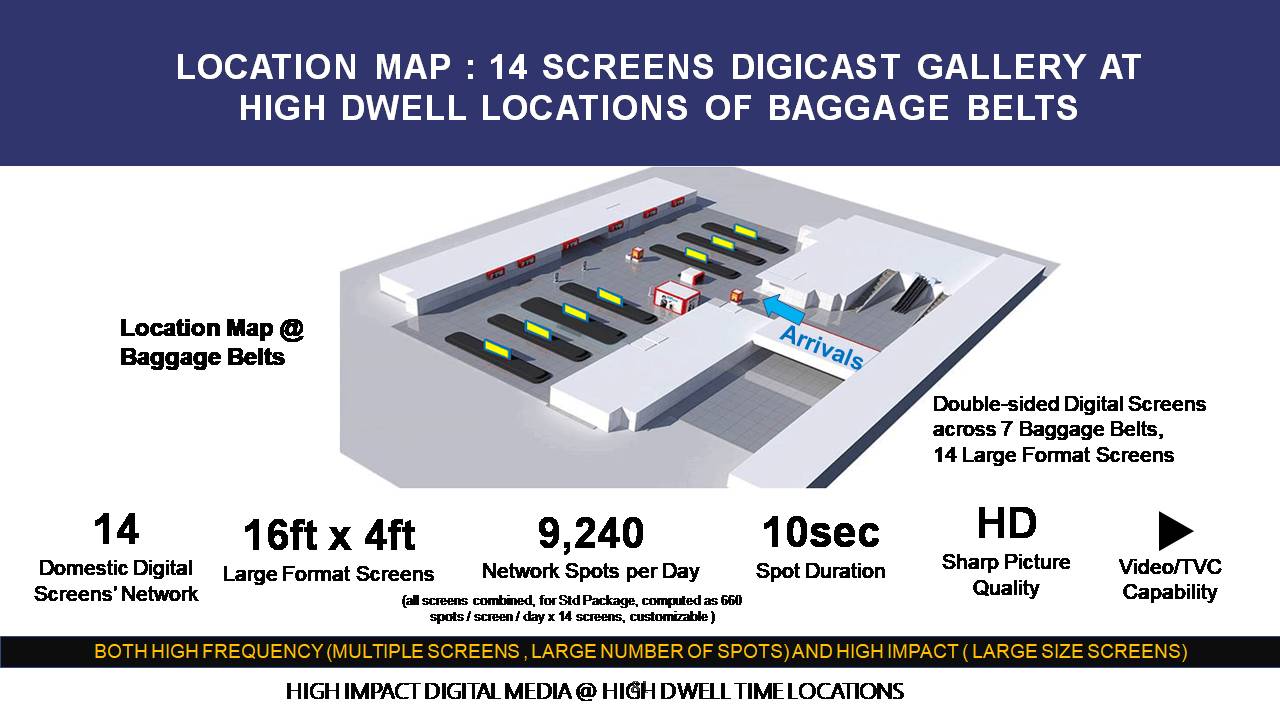 LOCATION MAP : 14 SCREENS DIGICAST GALLERY AT
HIGH DWELL LOCATIONS OF BAGGAGE BELTS
Location Map @
Baggage Belts
Arrivals
Double-sided Digital Screens
across 7 Baggage Belts,
14 Large Format Screens
14
Domestic Digital
Screens’ Network
16ft x 4ft
Large Format Screens
9,240
Network Spots per Day
(all screens combined, for Std Package, computed as 660
spots / screen / day x 14 screens, customizable )
10sec
Spot Duration
HD
Sharp Picture
Quality
Video/TVC
Capability
BOTH HIGH FREQUENCY (MULTIPLE SCREENS , LARGE NUMBER OF SPOTS) AND HIGH IMPACT ( LARGE SIZE SCREENS)
HIGH IMPACT DIGITAL MEDIA @ HIGH DWELL TIME LOCATIONS